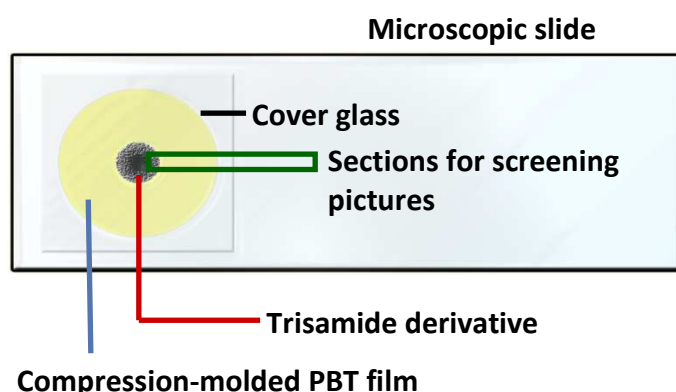 Microscopic slide
Cover glass
Sections for screening
pictures
Trisamide derivative
Compression-molded PBT film